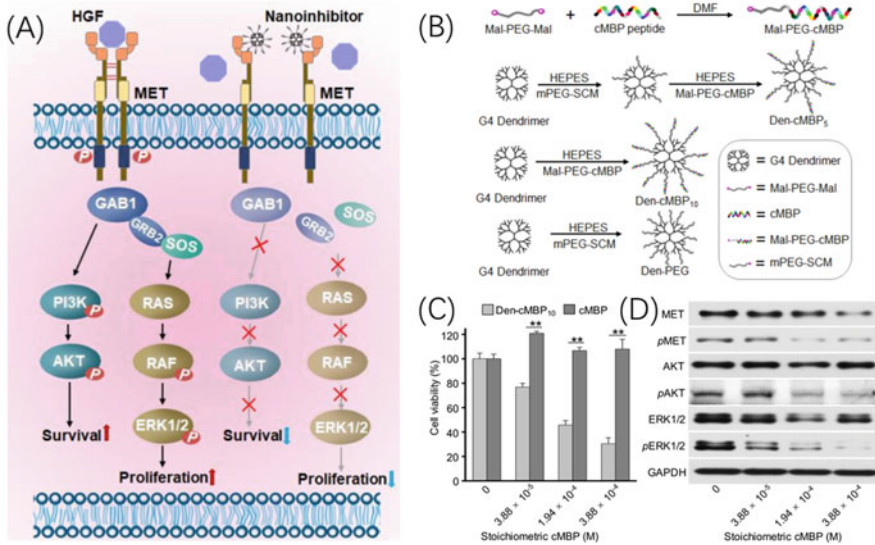 (A)
HGF
Nanoinhibitor
MET
MET
P
P
GAB1
GRB2
SOS
GAB1
GRB2
SOS
PI3K
P
RAS
PI3K
RAS
AKT
P
RAF
P
AKT
RAF
Survival
ERK1/2
P
Survival
ERK1/2
Proliferation
Proliferation
(B)
Mal-PEG-Mal
+
cMBP peptide
DMF
Mal-PEG-cMBP
G4 Dendrimer
HEPES
mPEG-SCM
HEPES
Mal-PEG-cMBP
Den-cMBP₅
G4 Dendrimer
HEPES
Mal-PEG-cMBP
Den-cMBP₁₀
G4 Dendrimer
HEPES
mPEG-SCM
Den-PEG
= G4 Dendrimer
= Mal-PEG-Mal
= cMBP
= Mal-PEG-cMBP
= mPEG-SCM
(C)
Den-cMBP₁₀
cMBP
Cell viability (%)
120
100
80
60
40
20
0
**
**
**
0
3.88 × 10⁻⁵
1.94 × 10⁻⁴
3.88 × 10⁻⁴
Stoichiometric cMBP (M)
(D)
MET
pMET
AKT
pAKT
ERK1/2
pERK1/2
GAPDH
0
3.88 × 10⁻⁵
1.94 × 10⁻⁴
3.88 × 10⁻⁴
Stoichiometric cMBP (M)